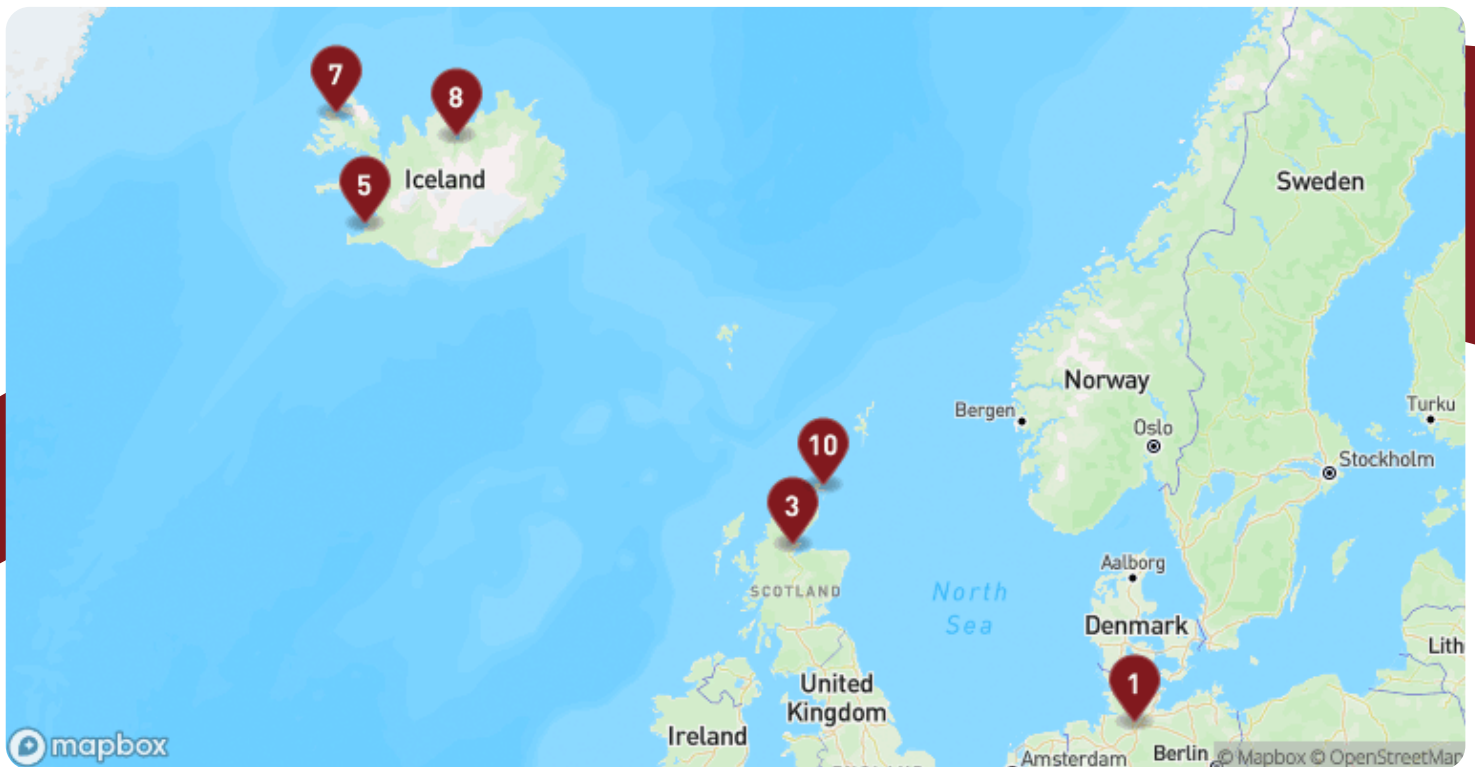 7
8
5
Iceland
Sweden
Norway
Bergen
Oslo
Turku
Stockholm
10
3
SCOTLAND
North
Sea
Aalborg
Denmark
Lith
1
United
Kingdom
Ireland
Amsterdam
Berlin
mapbox
© Mapbox © OpenStreetMap